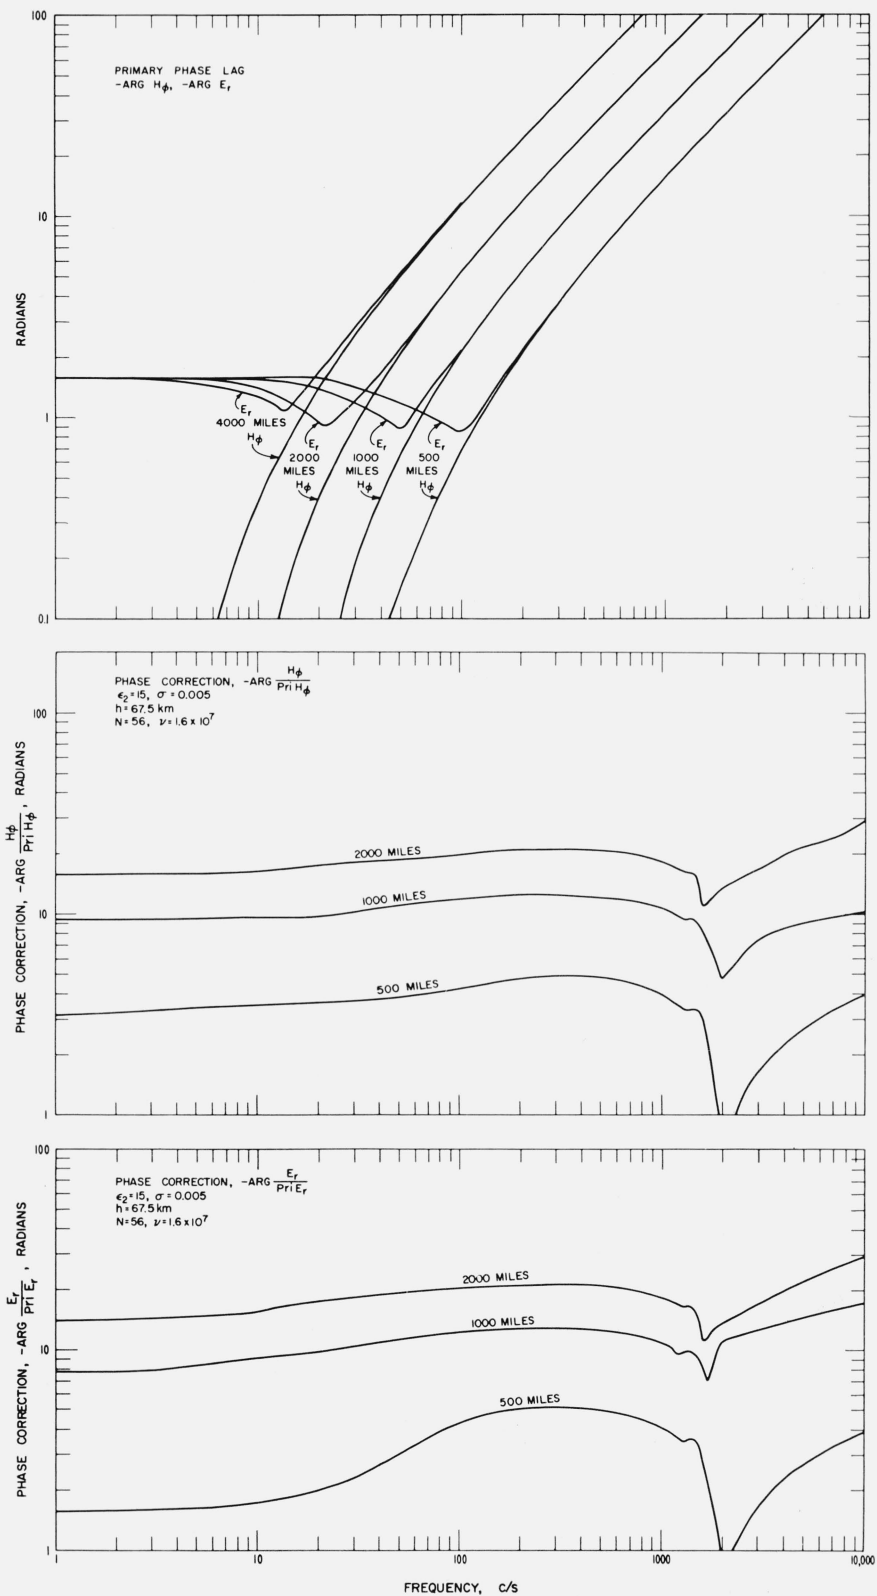 PRIMARY PHASE LAG
-ARG Hϕ, -ARG Er
100
10
1
0.1
RADIANS
Er
4000 MILES
Hϕ
Er
2000
MILES
Hϕ
Er
1000
MILES
Hϕ
Er
500
MILES
Hϕ
PHASE CORRECTION, -ARG Hϕ/Pri Hϕ
ϵ2=15, σ=0.005
h=67.5 km
N=56, ν=1.6 x 10^7
100
10
1
PHASE CORRECTION, -ARG Hϕ/Pri Hϕ, RADIANS
2000 MILES
1000 MILES
500 MILES
PHASE CORRECTION, -ARG Er/Pri Er
ϵ2=15, σ=0.005
h=67.5 km
N=56, ν=1.6 x 10^7
100
10
1
PHASE CORRECTION, -ARG Er/Pri Er, RADIANS
2000 MILES
1000 MILES
500 MILES
1 10 100 1000 10,000
FREQUENCY, C/S